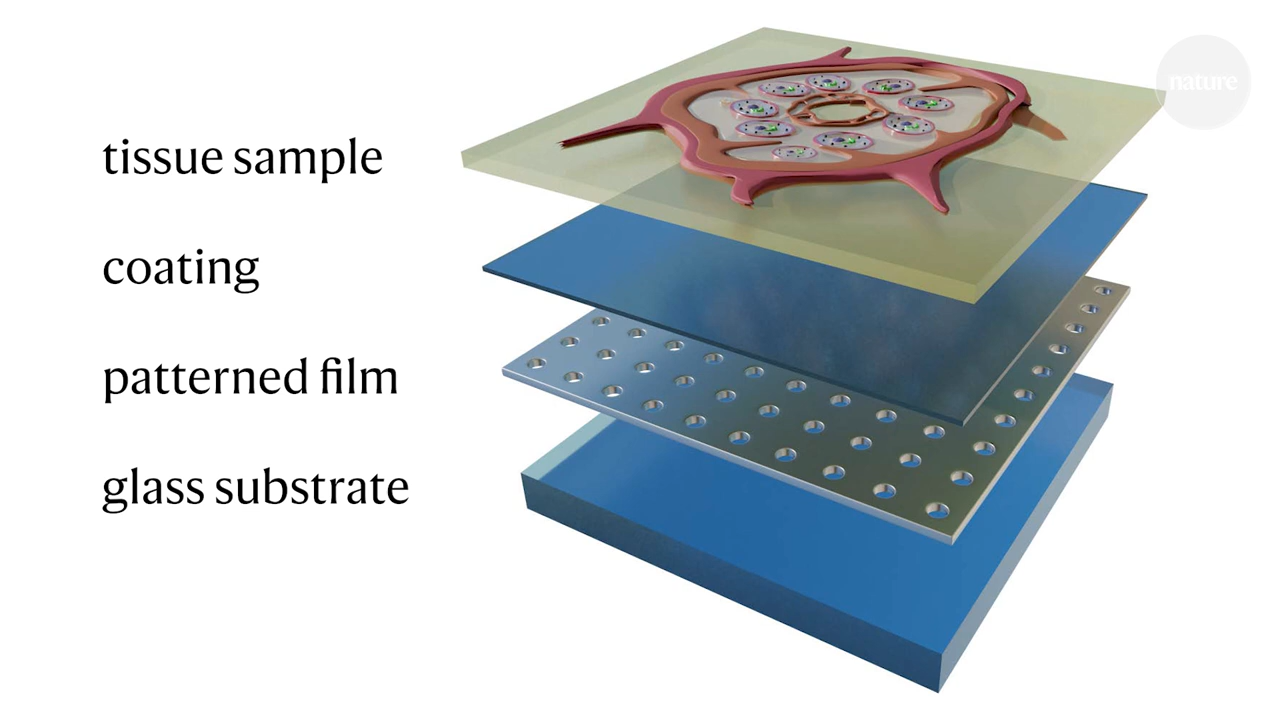 nature
tissue sample
coating
patterned film
glass substrate